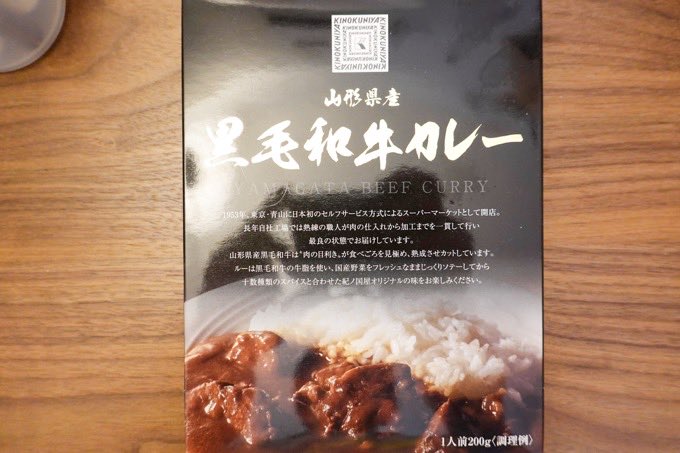 KINOKUNIYA
山形県産
黒毛和牛カレー
YAMAGATA BEEF CURRY
1953年、東京・青山に日本初のセルフサービス方式によるスーパーマーケットとして開店。
長年自社工場では熟練の職人が肉の仕入れから加工までを一貫して行い
最良の状態でお届けしています。
山形県産黒毛和牛は"肉の目利き"が食べごろを見極め、熟成させカットしています。
ルーは黒毛和牛の牛脂を使い、国産野菜をフレッシュなままじっくりソテーしてから
十数種類のスパイスと合わせた紀ノ国屋オリジナルの味をお楽しみください。
1人前200g〈調理例〉